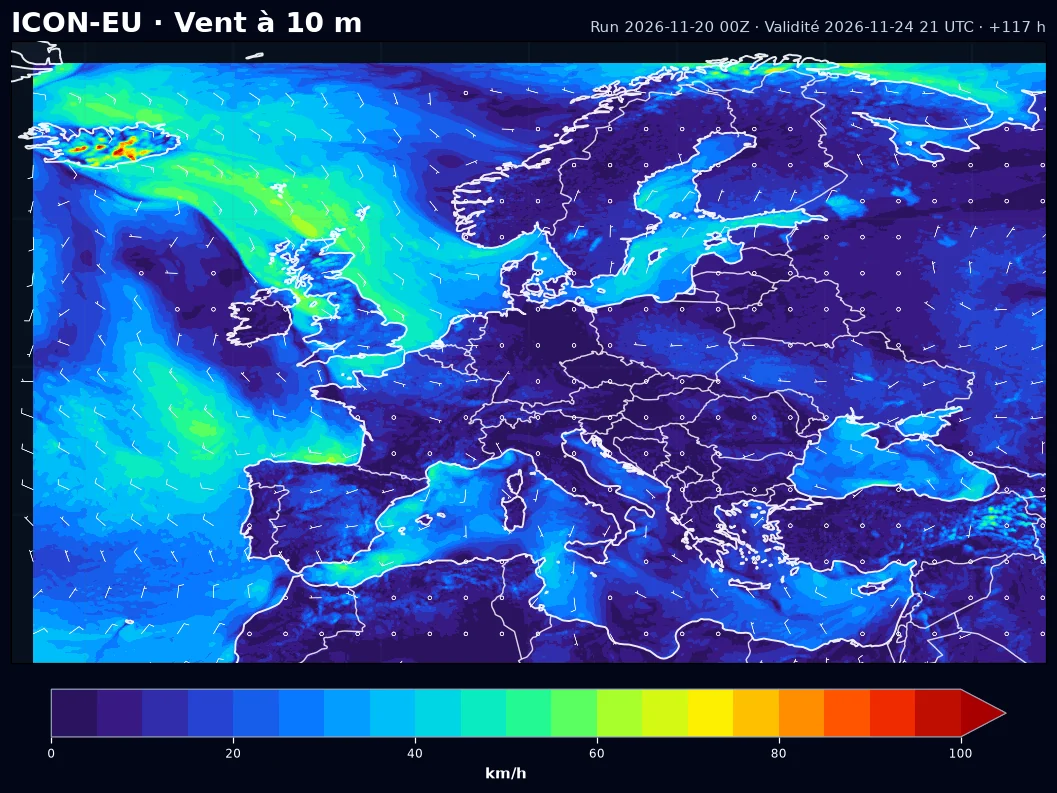 ICON-EU · Vent à 10 m
Run 2026-11-20 00Z · Validité 2026-11-24 21 UTC · +117 h
0 20 40 60 80 100
km/h